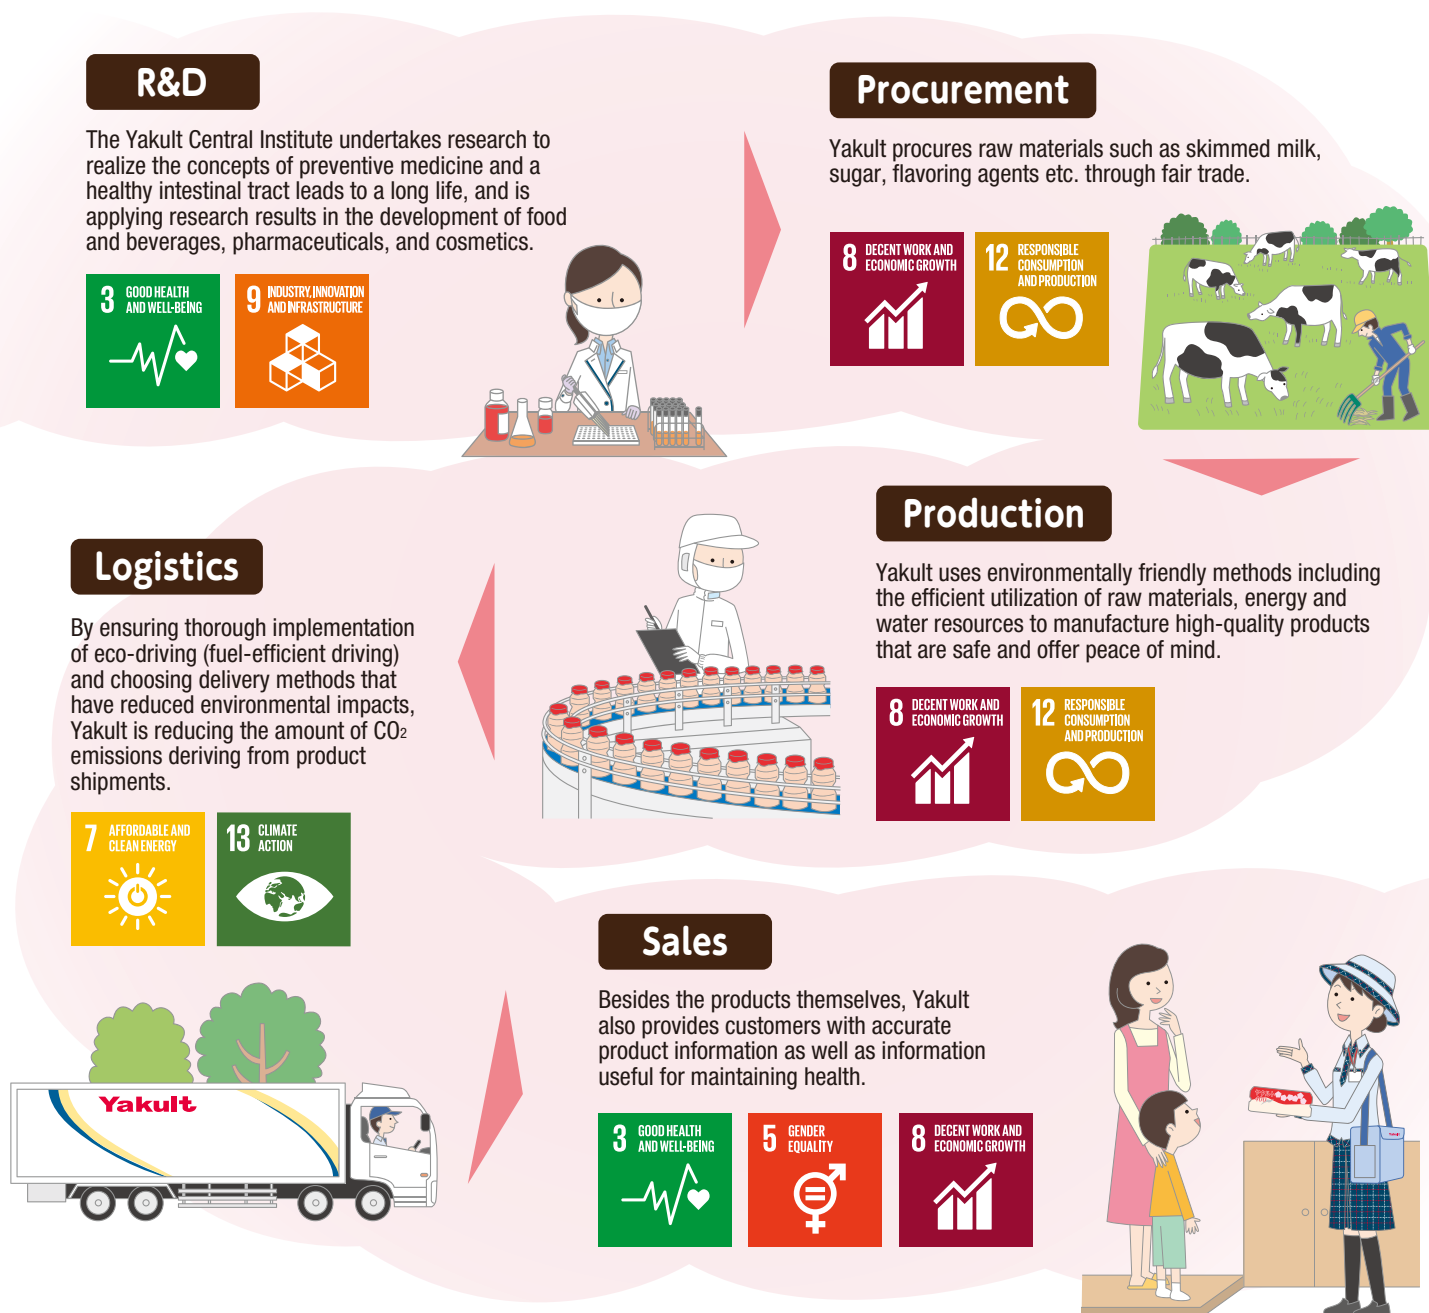 R&D
The Yakult Central Institute undertakes research to
realize the concepts of preventive medicine and a
healthy intestinal tract leads to a long life, and is
applying research results in the development of food
and beverages, pharmaceuticals, and cosmetics.
3 GOOD HEALTH
AND WELL-BEING
9 INDUSTRY, INNOVATION
AND INFRASTRUCTURE
Procurement
Yakult procures raw materials such as skimmed milk,
sugar, flavoring agents etc. through fair trade.
8 DECENT WORK AND
ECONOMIC GROWTH
12 RESPONSIBLE
CONSUMPTION
AND PRODUCTION
Production
Yakult uses environmentally friendly methods including
the efficient utilization of raw materials, energy and
water resources to manufacture high-quality products
that are safe and offer peace of mind.
8 DECENT WORK AND
ECONOMIC GROWTH
12 RESPONSIBLE
CONSUMPTION
AND PRODUCTION
Logistics
By ensuring thorough implementation
of eco-driving (fuel-efficient driving)
and choosing delivery methods that
have reduced environmental impacts,
Yakult is reducing the amount of CO2
emissions deriving from product
shipments.
7 AFFORDABLE AND
CLEAN ENERGY
13 CLIMATE
ACTION
Yakult
Sales
Besides the products themselves, Yakult
also provides customers with accurate
product information as well as information
useful for maintaining health.
3 GOOD HEALTH
AND WELL-BEING
5 GENDER
EQUALITY
8 DECENT WORK AND
ECONOMIC GROWTH
Yakult